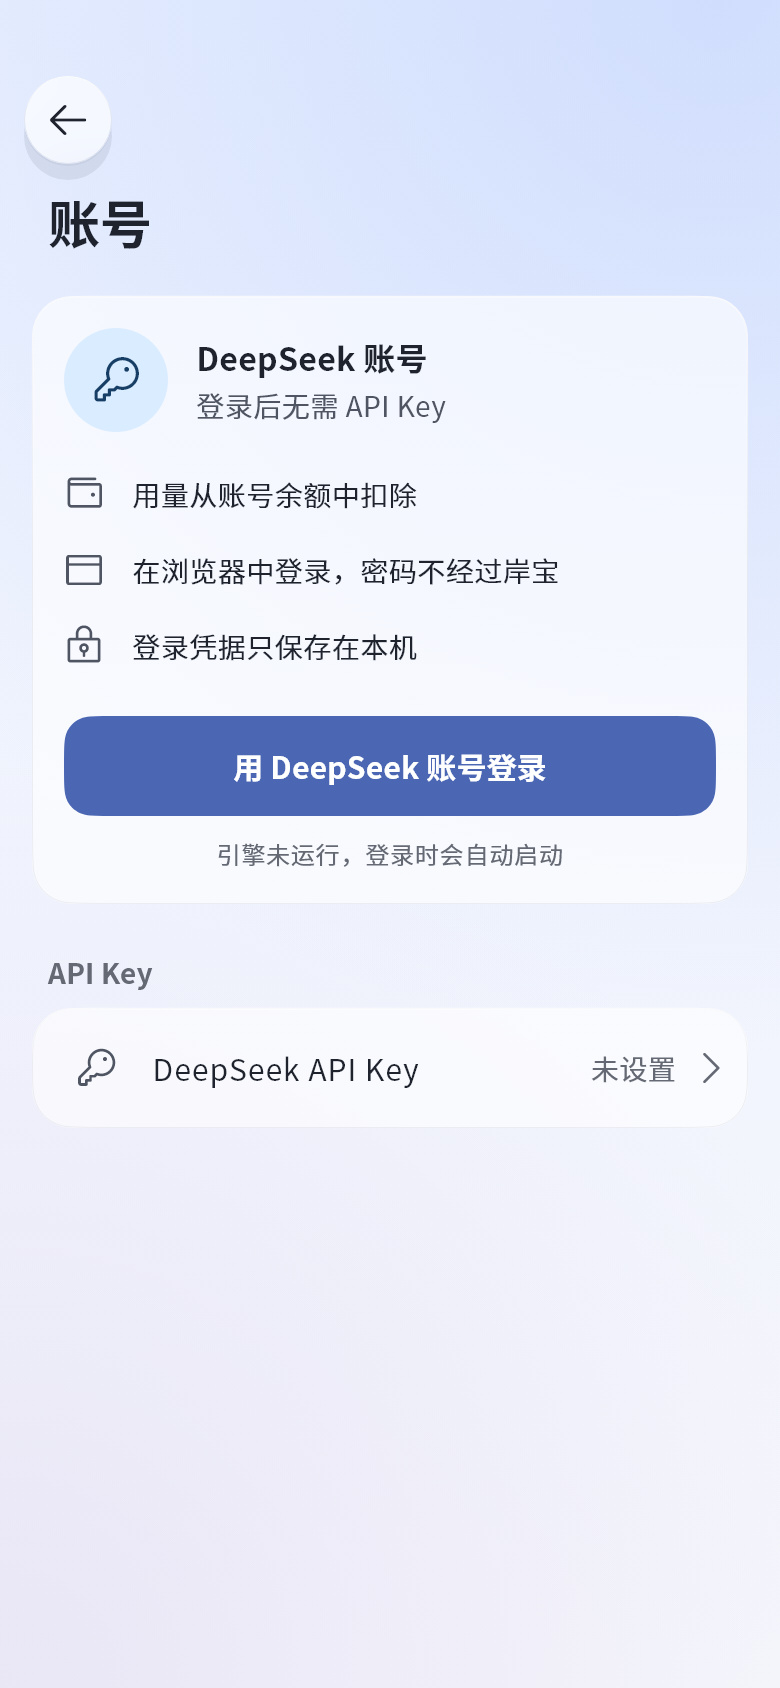 账号
DeepSeek 账号
登录后无需 API Key
用量从账号余额中扣除
在浏览器中登录，密码不经过岸宝
登录凭据只保存在本机
用 DeepSeek 账号登录
引擎未运行，登录时会自动启动
API Key
DeepSeek API Key 未设置